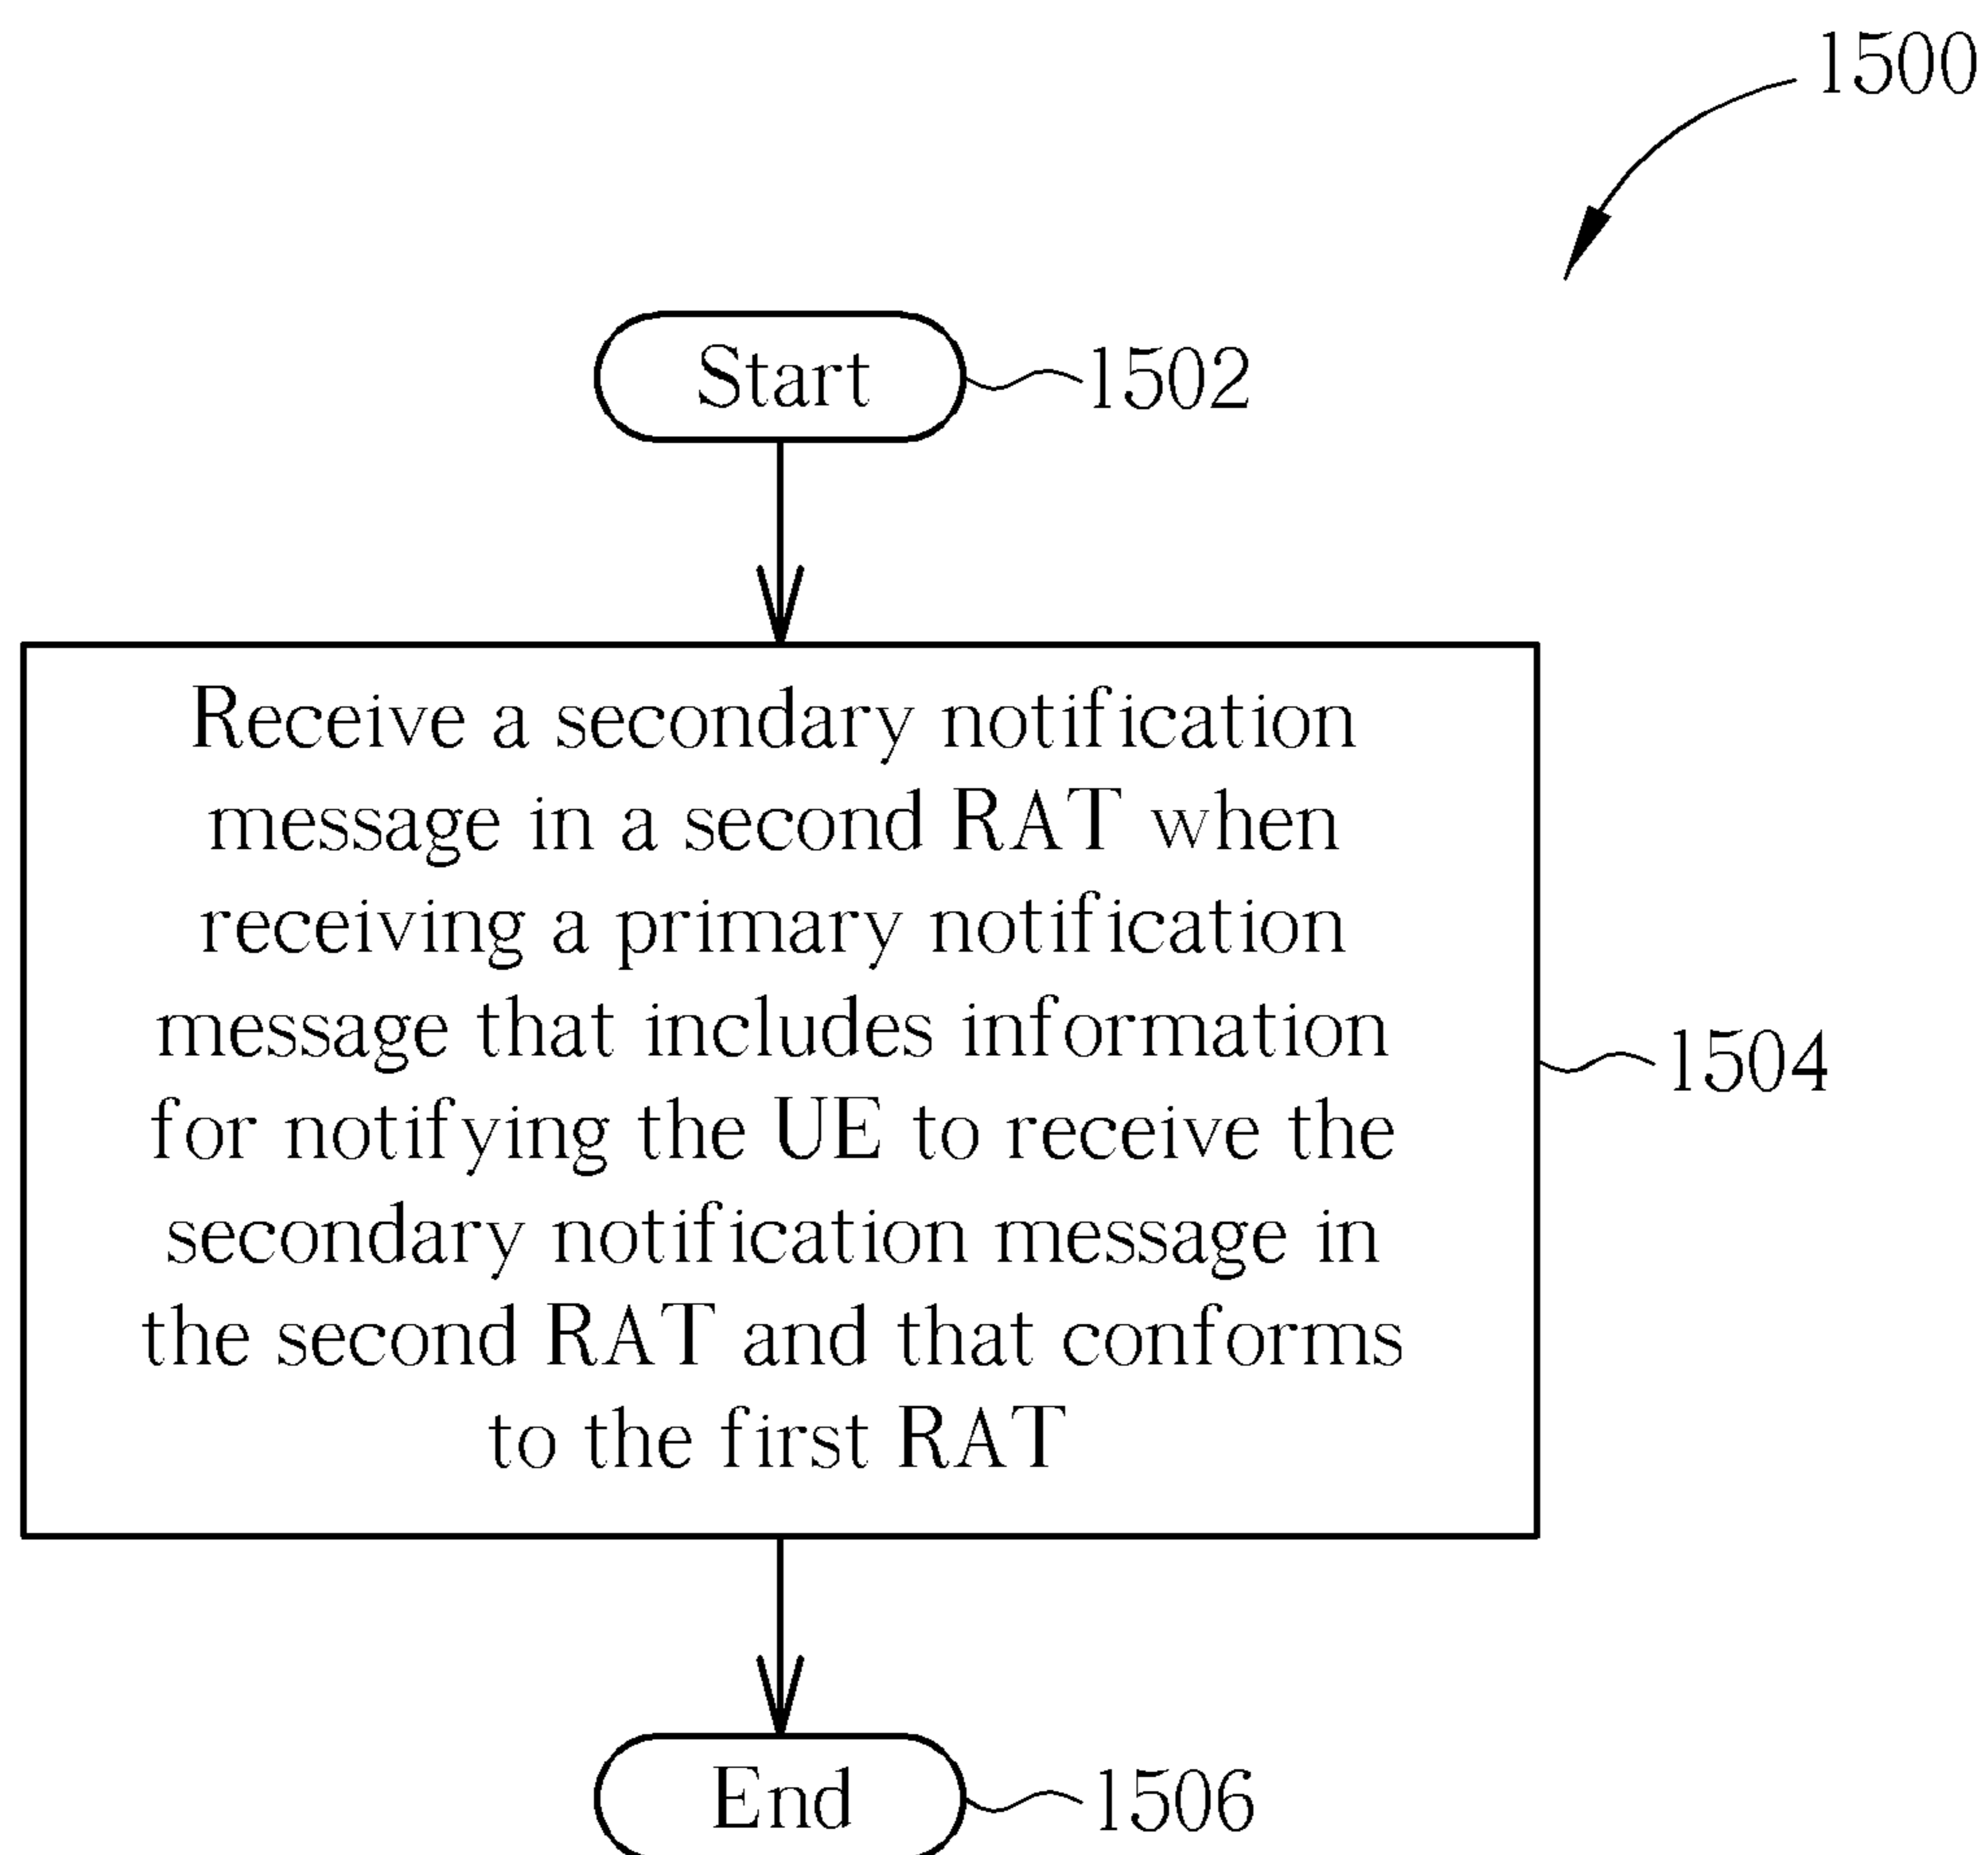 1500
Start
1502
Receive a secondary notification
message in a second RAT when
receiving a primary notification
message that includes information
for notifying the UE to receive the
secondary notification message in
the second RAT and that conforms
to the first RAT
1504
End
1506